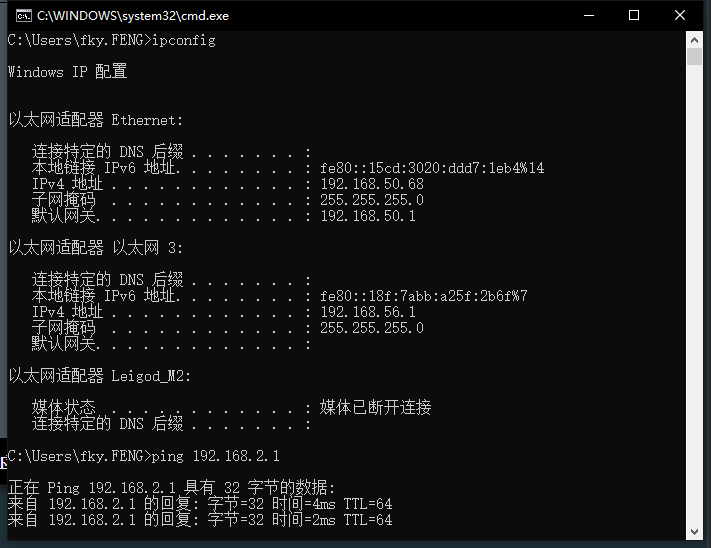 C:\WINDOWS\system32\cmd.exe
C:\Users\fky.FENG>ipconfig
Windows IP 配置
以太网适配器 Ethernet:
连接特定的 DNS 后缀 . . . . . . . :
本地链接 IPv6 地址. . . . . . . . : fe80::15cd:3020:ddd7:1eb4%14
IPv4 地址 . . . . . . . . . . . . : 192.168.50.68
子网掩码  . . . . . . . . . . . . : 255.255.255.0
默认网关. . . . . . . . . . . . . : 192.168.50.1
以太网适配器 以太网 3:
连接特定的 DNS 后缀 . . . . . . . :
本地链接 IPv6 地址. . . . . . . . : fe80::18f:7abb:a25f:2b6f%7
IPv4 地址 . . . . . . . . . . . . : 192.168.56.1
子网掩码  . . . . . . . . . . . . : 255.255.255.0
默认网关. . . . . . . . . . . . . :
以太网适配器 Leigod_M2:
媒体状态  . . . . . . . . . . . . : 媒体已断开连接
连接特定的 DNS 后缀 . . . . . . . :
C:\Users\fky.FENG>ping 192.168.2.1
正在 Ping 192.168.2.1 具有 32 字节的数据:
来自 192.168.2.1 的回复: 字节=32 时间=4ms TTL=64
来自 192.168.2.1 的回复: 字节=32 时间=2ms TTL=64